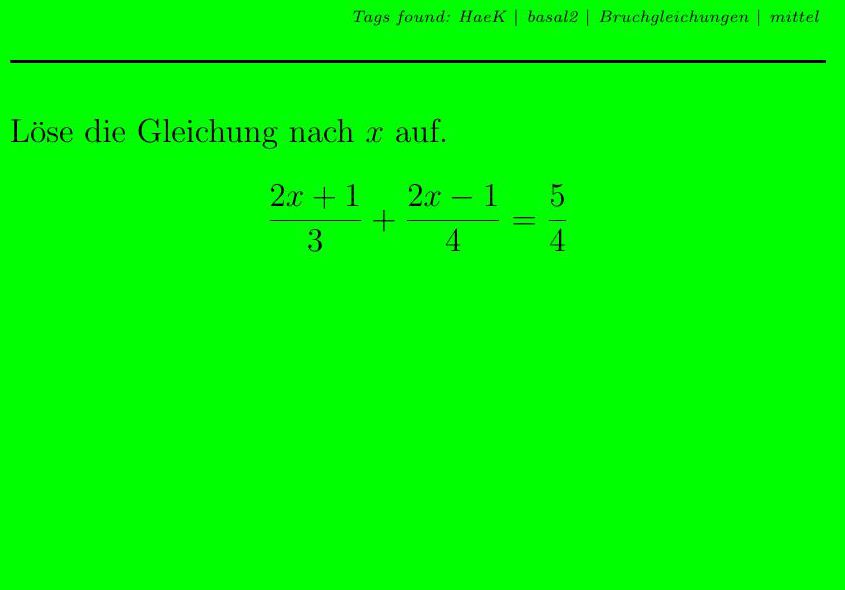 Tags found: HaeK | basal2 | Bruchgleichungen | mittel
Löse die Gleichung nach x auf.
\frac{2x+1}{3} + \frac{2x-1}{4} = \frac{5}{4}